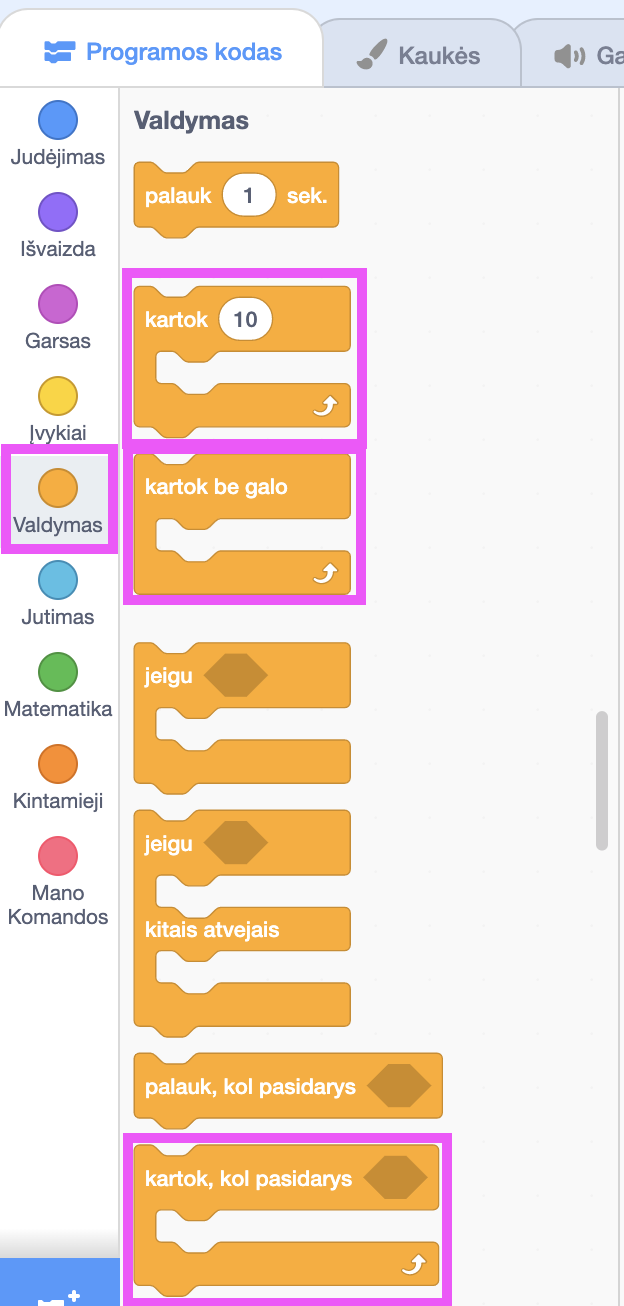 Programos kodas
Kaukės
Ga
Judėjimas
Išvaizda
Garsas
Įvykiai
Valdymas
Jutimas
Matematika
Kintamieji
Mano
Komandos
Valdymas
palauk 1 sek.
kartok 10
kartok be galo
jeigu
jeigu
kitais atvejais
palauk, kol pasidarys
kartok, kol pasidarys